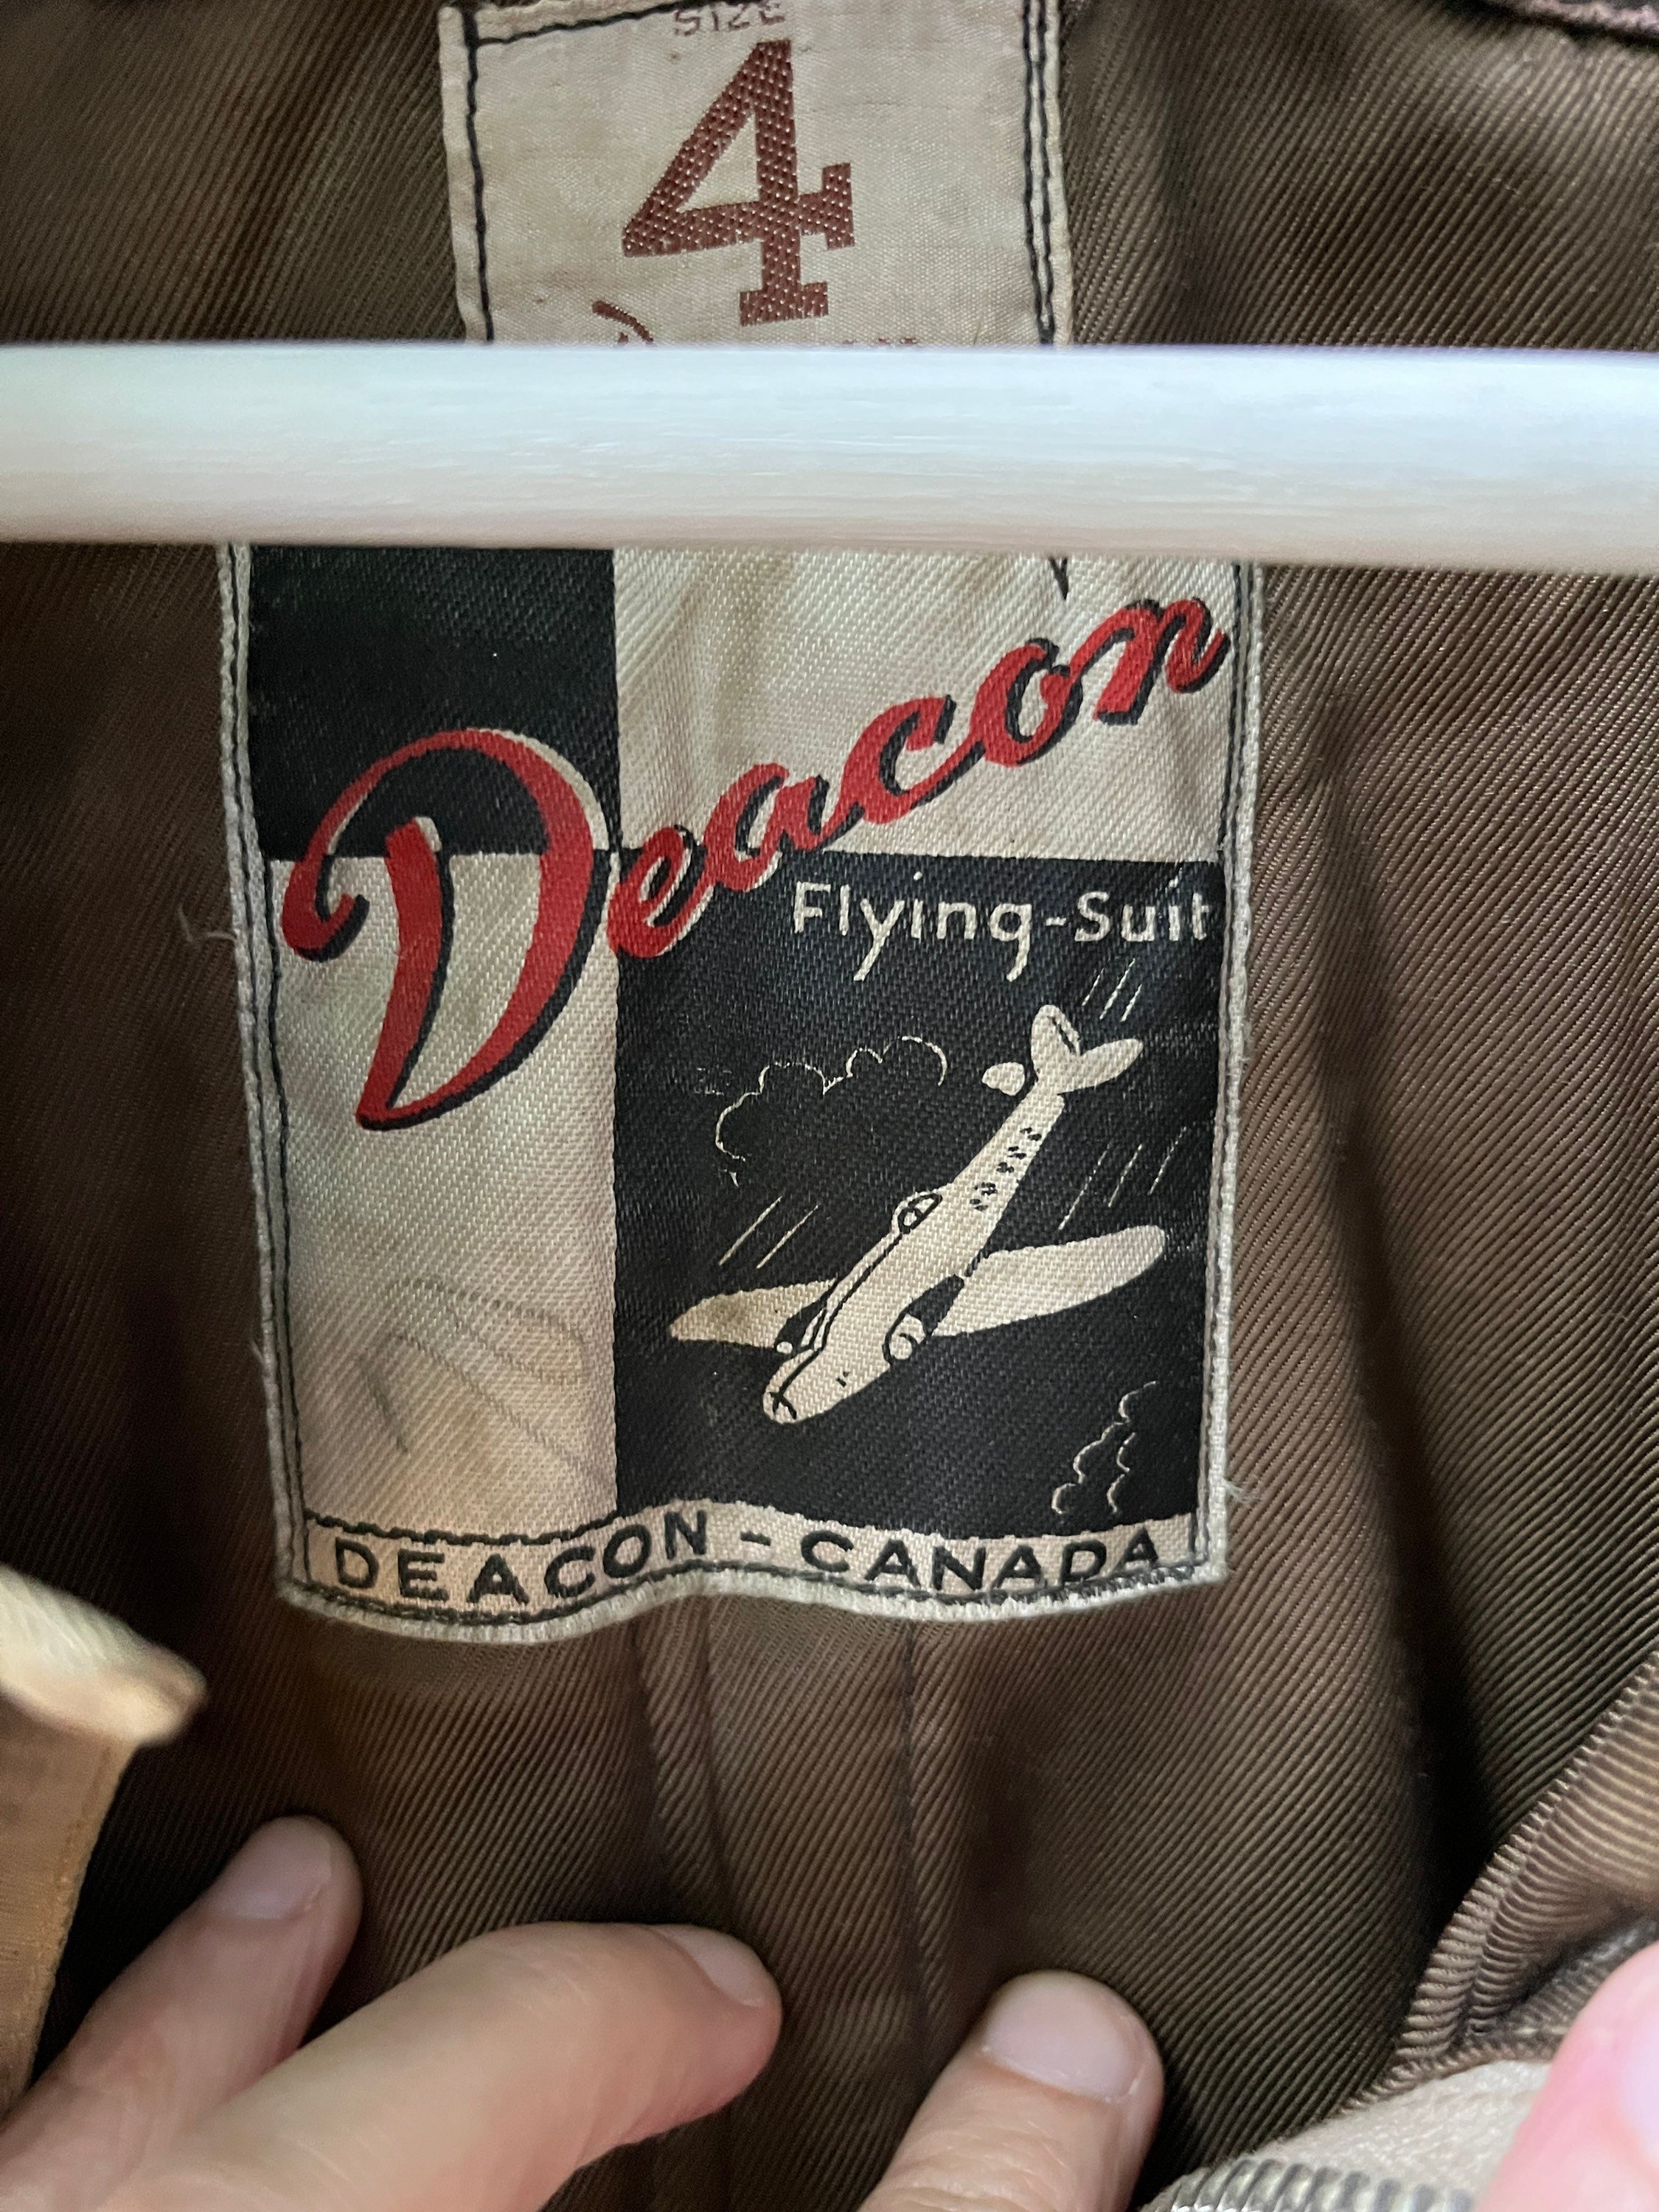 SIZE
4
Deacon
Flying-Suit
DEACON - CANADA